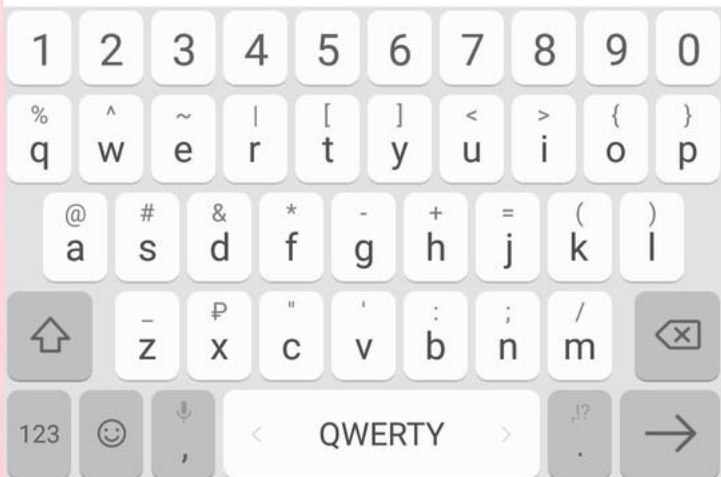 1 2 3 4 5 6 7 8 9 0
% ^ ~ | [ ] < > { }
q w e r t y u i o p
@ # & * - + = ( )
a s d f g h j k l
_ ₽ " ' : ; /
z x c v b n m
,!?
123 , < QWERTY > .